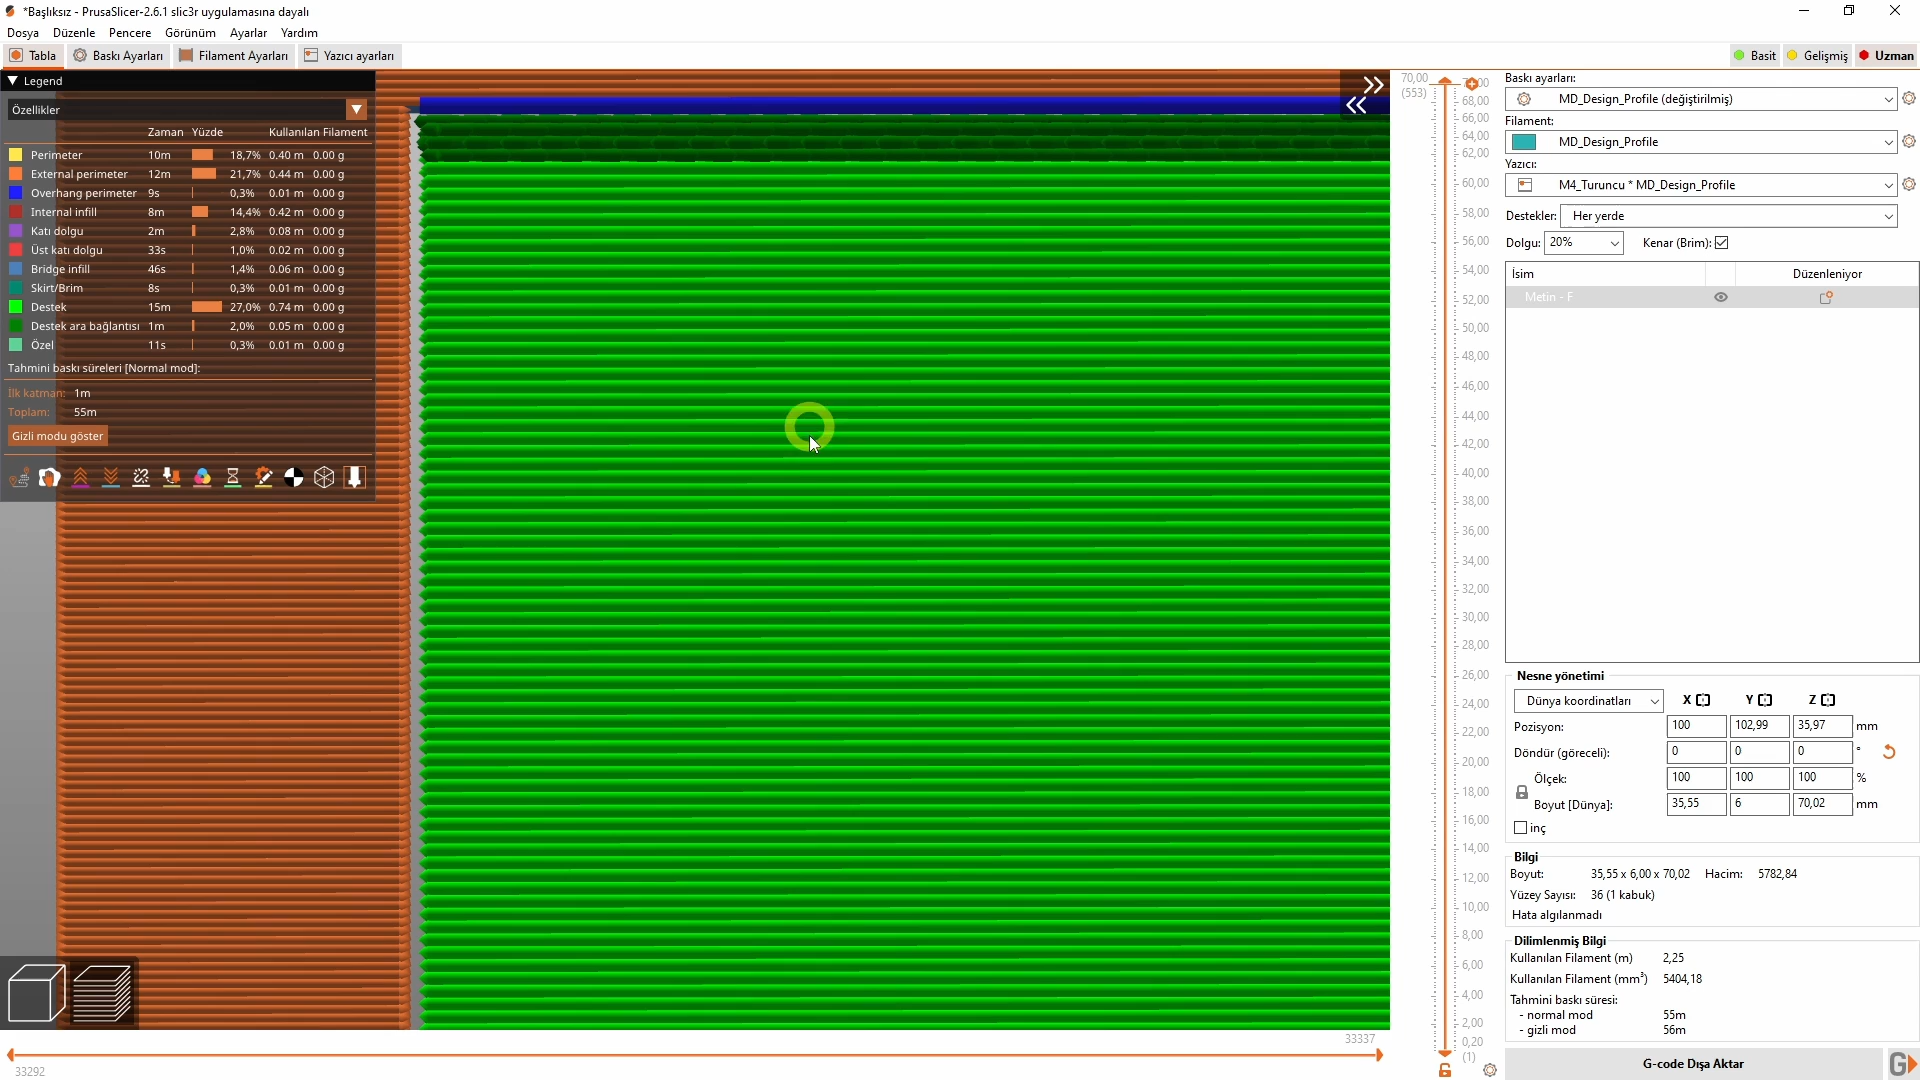 *Başlıksız - PrusaSlicer-2.6.1 slic3r uygulamasına dayalı
Dosya Düzenle Pencere Görünüm Ayarlar Yardım
Tabla Baskı Ayarları Filament Ayarları Yazıcı ayarları
Basit Gelişmiş Uzman
Legend
Özellikler
Zaman Yüzde Kullanılan Filament
Perimeter 10m 18,7% 0.40 m 0.00 g
External perimeter 12m 21,7% 0.44 m 0.00 g
Overhang perimeter 9s 0,3% 0.01 m 0.00 g
Internal infill 8m 14,4% 0.42 m 0.00 g
Katı dolgu 2m 2,8% 0.08 m 0.00 g
Üst katı dolgu 33s 1,0% 0.02 m 0.00 g
Bridge infill 46s 1,4% 0.06 m 0.00 g
Skirt/Brim 8s 0,3% 0.01 m 0.00 g
Destek 15m 27,0% 0.74 m 0.00 g
Destek ara bağlantısı 1m 2,0% 0.05 m 0.00 g
Özel 11s 0,3% 0.01 m 0.00 g
Tahmini baskı süreleri [Normal mod]:
İlk katman: 1m
Toplam: 55m
Gizli modu göster
70,00
(553)
68,00
66,00
64,00
62,00
60,00
58,00
56,00
54,00
52,00
50,00
48,00
46,00
44,00
42,00
40,00
38,00
36,00
34,00
32,00
30,00
28,00
26,00
24,00
22,00
20,00
18,00
16,00
14,00
12,00
10,00
8,00
6,00
4,00
2,00
0,20
(1)
33337
33292
Baskı ayarları:
MD_Design_Profile (değiştirilmiş)
Filament:
MD_Design_Profile
Yazıcı:
M4_Turuncu * MD_Design_Profile
Destekler: Her yerde
Dolgu: 20% Kenar (Brim):
İsim Düzenleniyor
Metin - F
Nesne yönetimi
Dünya koordinatları X Y Z
Pozisyon: 100 102,99 35,97 mm
Döndür (göreceli): 0 0 0 °
Ölçek: 100 100 100 %
Boyut [Dünya]: 35,55 6 70,02 mm
inç
Bilgi
Boyut: 35,55 x 6,00 x 70,02 Hacim: 5782,84
Yüzey Sayısı: 36 (1 kabuk)
Hata algılanmadı
Dilimlenmiş Bilgi
Kullanılan Filament (m) 2,25
Kullanılan Filament (mm³) 5404,18
Tahmini baskı süresi:
- normal mod 55m
- gizli mod 56m
G-code Dışa Aktar